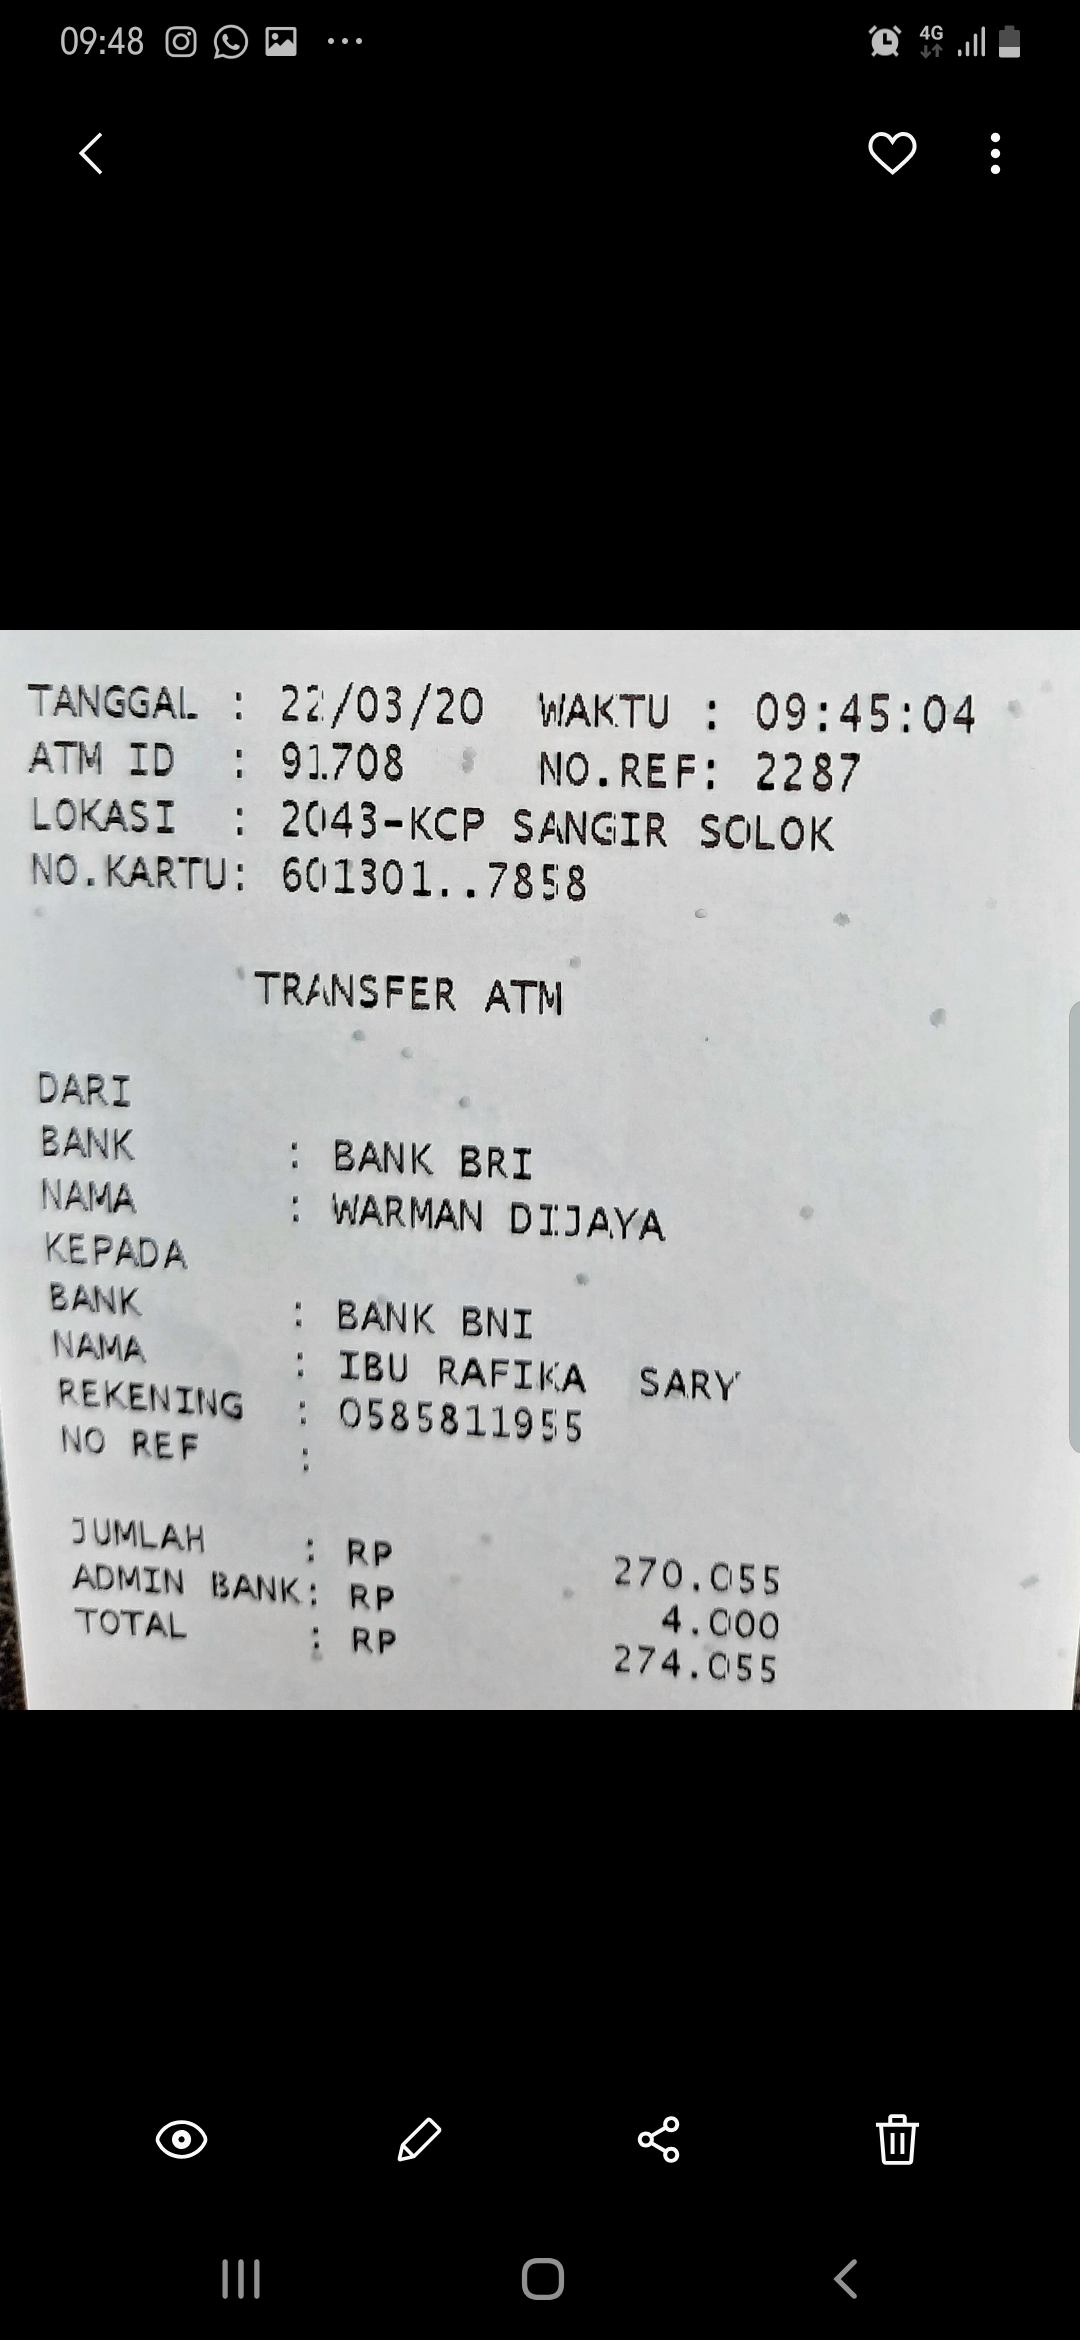 09:48
4G
TANGGAL : 22/03/20 WAKTU : 09:45:04
ATM ID : 91708 NO.REF: 2287
LOKASI : 2043-KCP SANGIR SOLOK
NO.KARTU: 601301..7858
TRANSFER ATM
DARI
BANK : BANK BRI
NAMA : WARMAN DIJAYA
KEPADA
BANK : BANK BNI
NAMA : IBU RAFIKA SARY
REKENING : 0585811955
NO REF :
JUMLAH : RP 270.055
ADMIN BANK: RP 4.000
TOTAL : RP 274.055